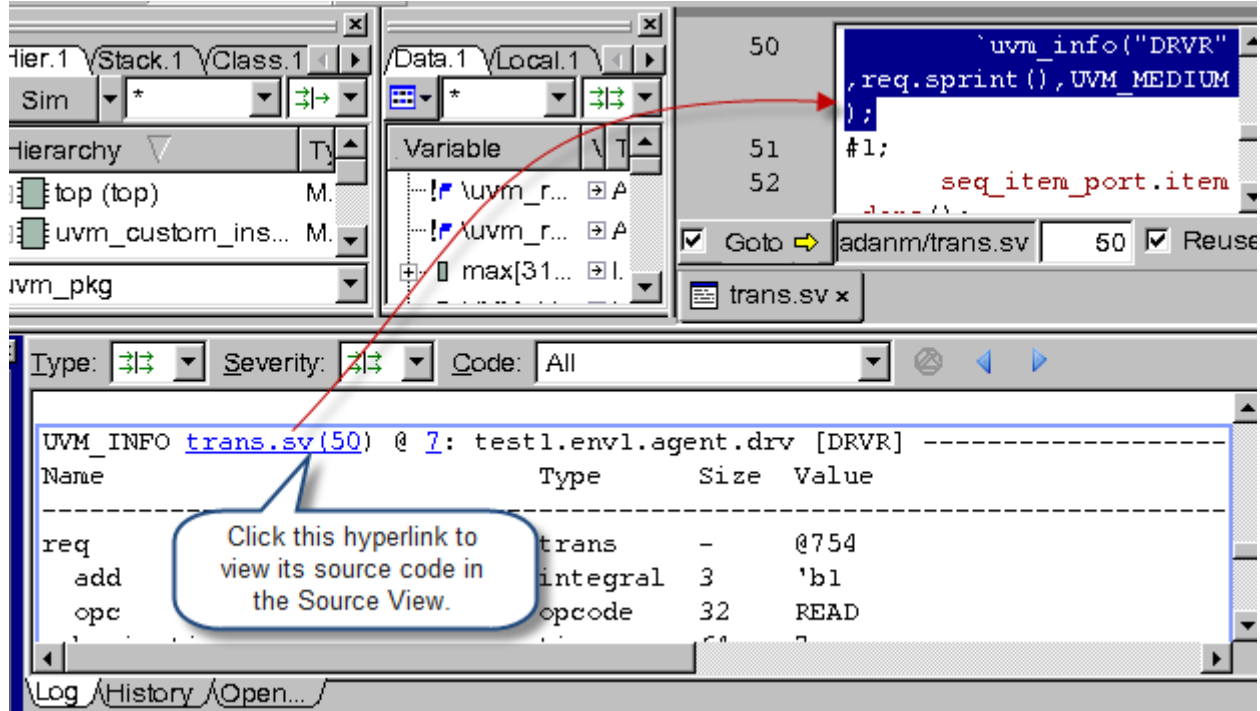 Hier.1 Stack.1 Class.1
Sim *
Hierarchy Ty
top (top) M.
uvm_custom_ins... M.
uvm_pkg
Data.1 Local.1
*
Variable V T
\uvm_r... A
\uvm_r... A
max[31... I.
50 `uvm_info("DRVR"
,req.sprint(),UVM_MEDIUM
);
51 #1;
52 seq_item_port.item
Goto adanm/trans.sv 50 Reuse
trans.sv x
Type: Severity: Code: All
UVM_INFO trans.sv(50) @ 7: test1.env1.agent.drv [DRVR] -------------------
Name Type Size Value
--------------------------------------------------------------------------
req trans - @754
add integral 3 'b1
opc opcode 32 READ
Click this hyperlink to
view its source code in
the Source View.
Log History Open...